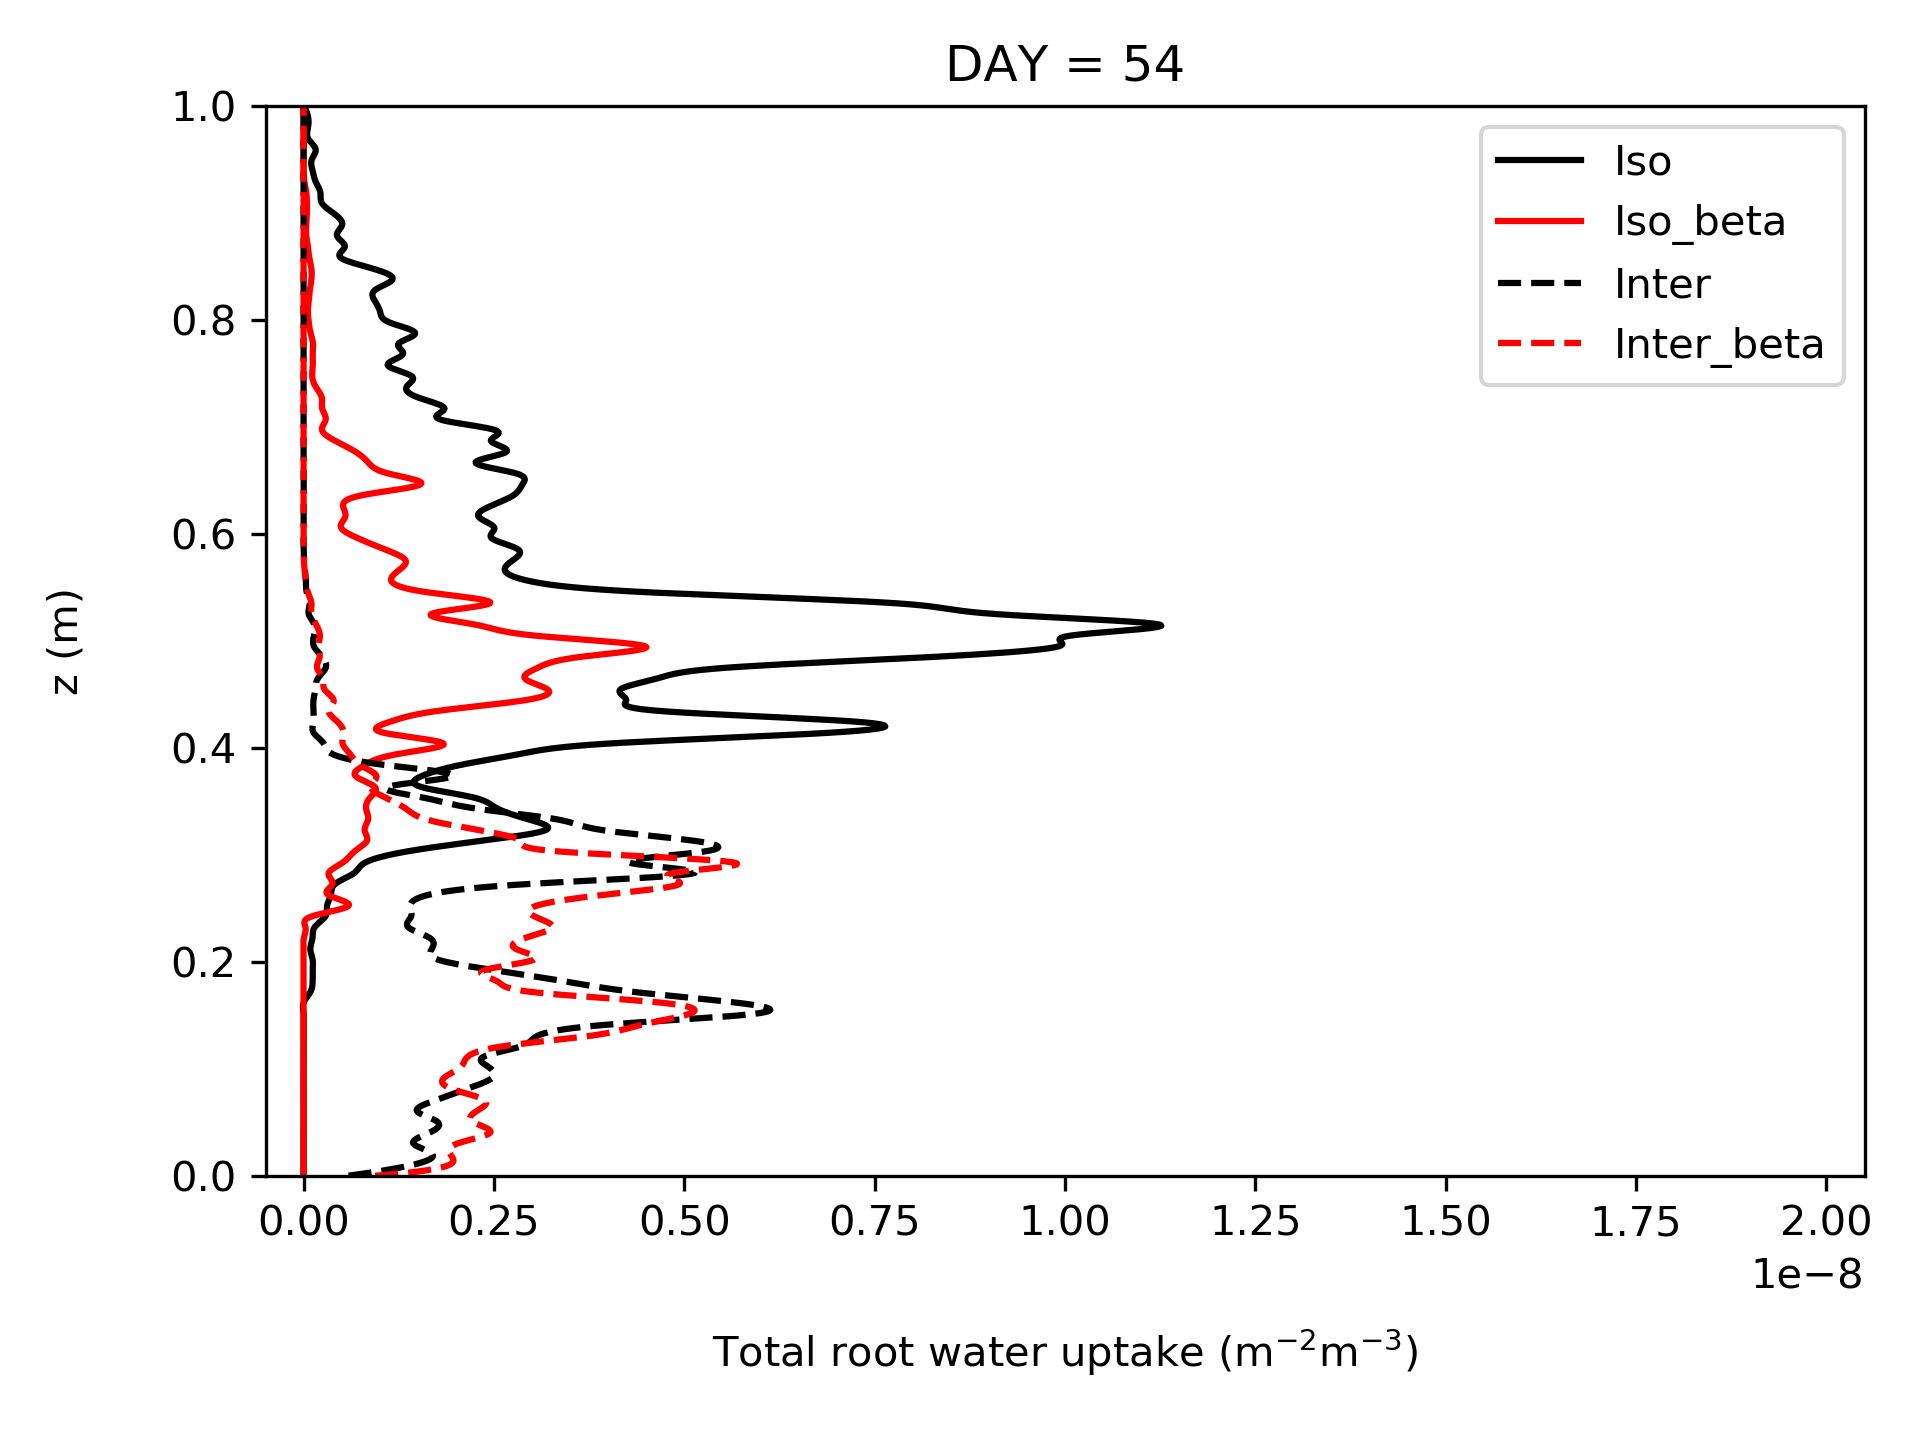 DAY = 54
1.0
0.8
0.6
0.4
0.2
0.0
z (m)
Iso
Iso_beta
Inter
Inter_beta
0.00 0.25 0.50 0.75 1.00 1.25 1.50 1.75 2.00
1e−8
Total root water uptake (m⁻²m⁻³)